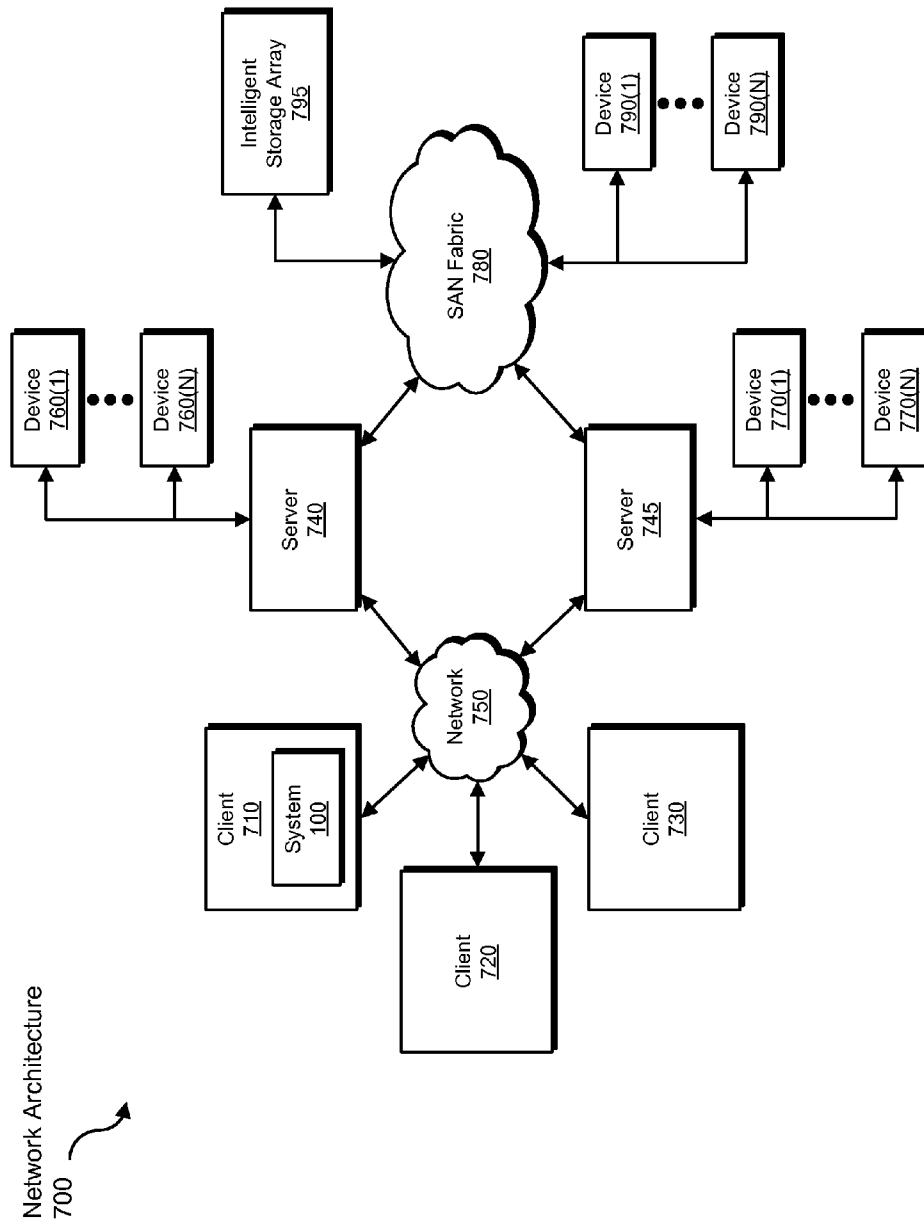 Network Architecture
700
Client
710
System
100
Client
720
Client
730
Network
750
Server
740
Server
745
Device
760(1)
Device
760(N)
Device
770(1)
Device
770(N)
SAN Fabric
780
Intelligent
Storage Array
795
Device
790(1)
Device
790(N)